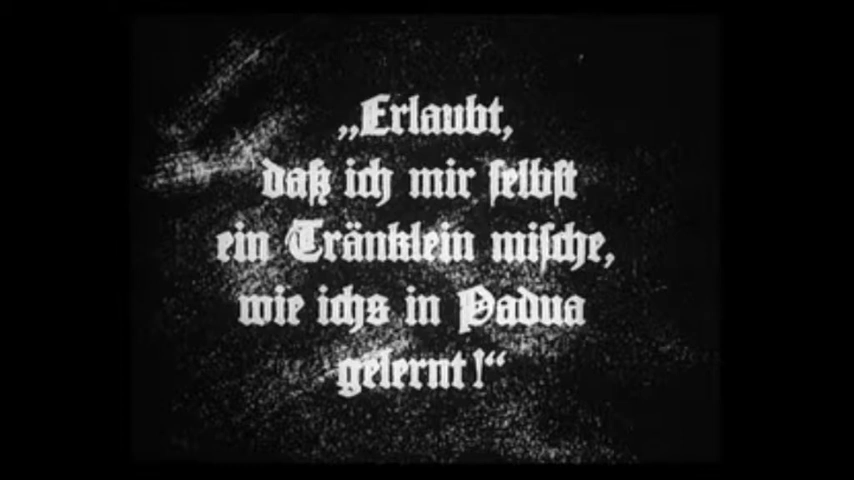 „Erlaubt,
daß ich mir selbst
ein Tränklein mische,
wie ichs in Padua
gelernt!“